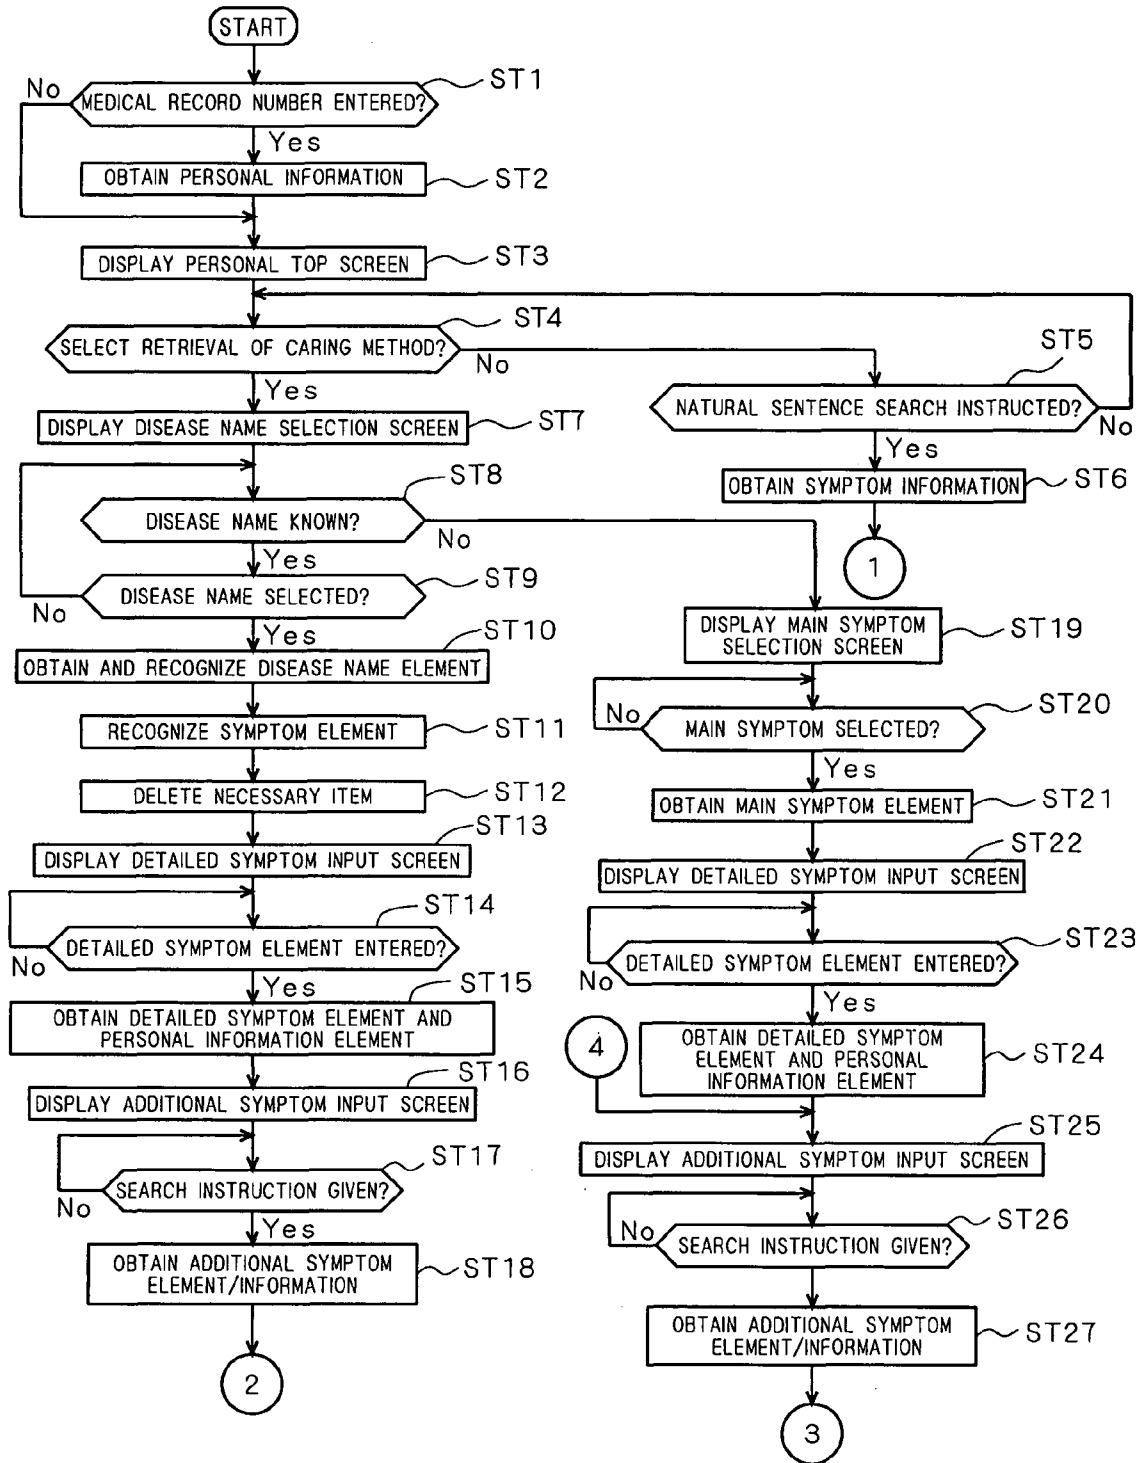 START
ST1
No
MEDICAL RECORD NUMBER ENTERED?
Yes
OBTAIN PERSONAL INFORMATION
ST2
DISPLAY PERSONAL TOP SCREEN
ST3
ST4
SELECT RETRIEVAL OF CARING METHOD?
No
Yes
ST5
NATURAL SENTENCE SEARCH INSTRUCTED?
No
Yes
OBTAIN SYMPTOM INFORMATION
ST6
1
DISPLAY DISEASE NAME SELECTION SCREEN
ST7
ST8
DISEASE NAME KNOWN?
No
Yes
ST9
DISEASE NAME SELECTED?
No
Yes
ST10
OBTAIN AND RECOGNIZE DISEASE NAME ELEMENT
RECOGNIZE SYMPTOM ELEMENT
ST11
DELETE NECESSARY ITEM
ST12
ST13
DISPLAY DETAILED SYMPTOM INPUT SCREEN
ST14
DETAILED SYMPTOM ELEMENT ENTERED?
No
Yes
ST15
OBTAIN DETAILED SYMPTOM ELEMENT AND
PERSONAL INFORMATION ELEMENT
ST16
DISPLAY ADDITIONAL SYMPTOM INPUT SCREEN
ST17
SEARCH INSTRUCTION GIVEN?
No
Yes
OBTAIN ADDITIONAL SYMPTOM
ELEMENT/INFORMATION
ST18
2
DISPLAY MAIN SYMPTOM
SELECTION SCREEN
ST19
ST20
No
MAIN SYMPTOM SELECTED?
Yes
OBTAIN MAIN SYMPTOM ELEMENT
ST21
ST22
DISPLAY DETAILED SYMPTOM INPUT SCREEN
ST23
DETAILED SYMPTOM ELEMENT ENTERED?
No
Yes
4
OBTAIN DETAILED SYMPTOM
ELEMENT AND PERSONAL
INFORMATION ELEMENT
ST24
ST25
DISPLAY ADDITIONAL SYMPTOM INPUT SCREEN
ST26
No
SEARCH INSTRUCTION GIVEN?
OBTAIN ADDITIONAL SYMPTOM
ELEMENT/INFORMATION
ST27
3